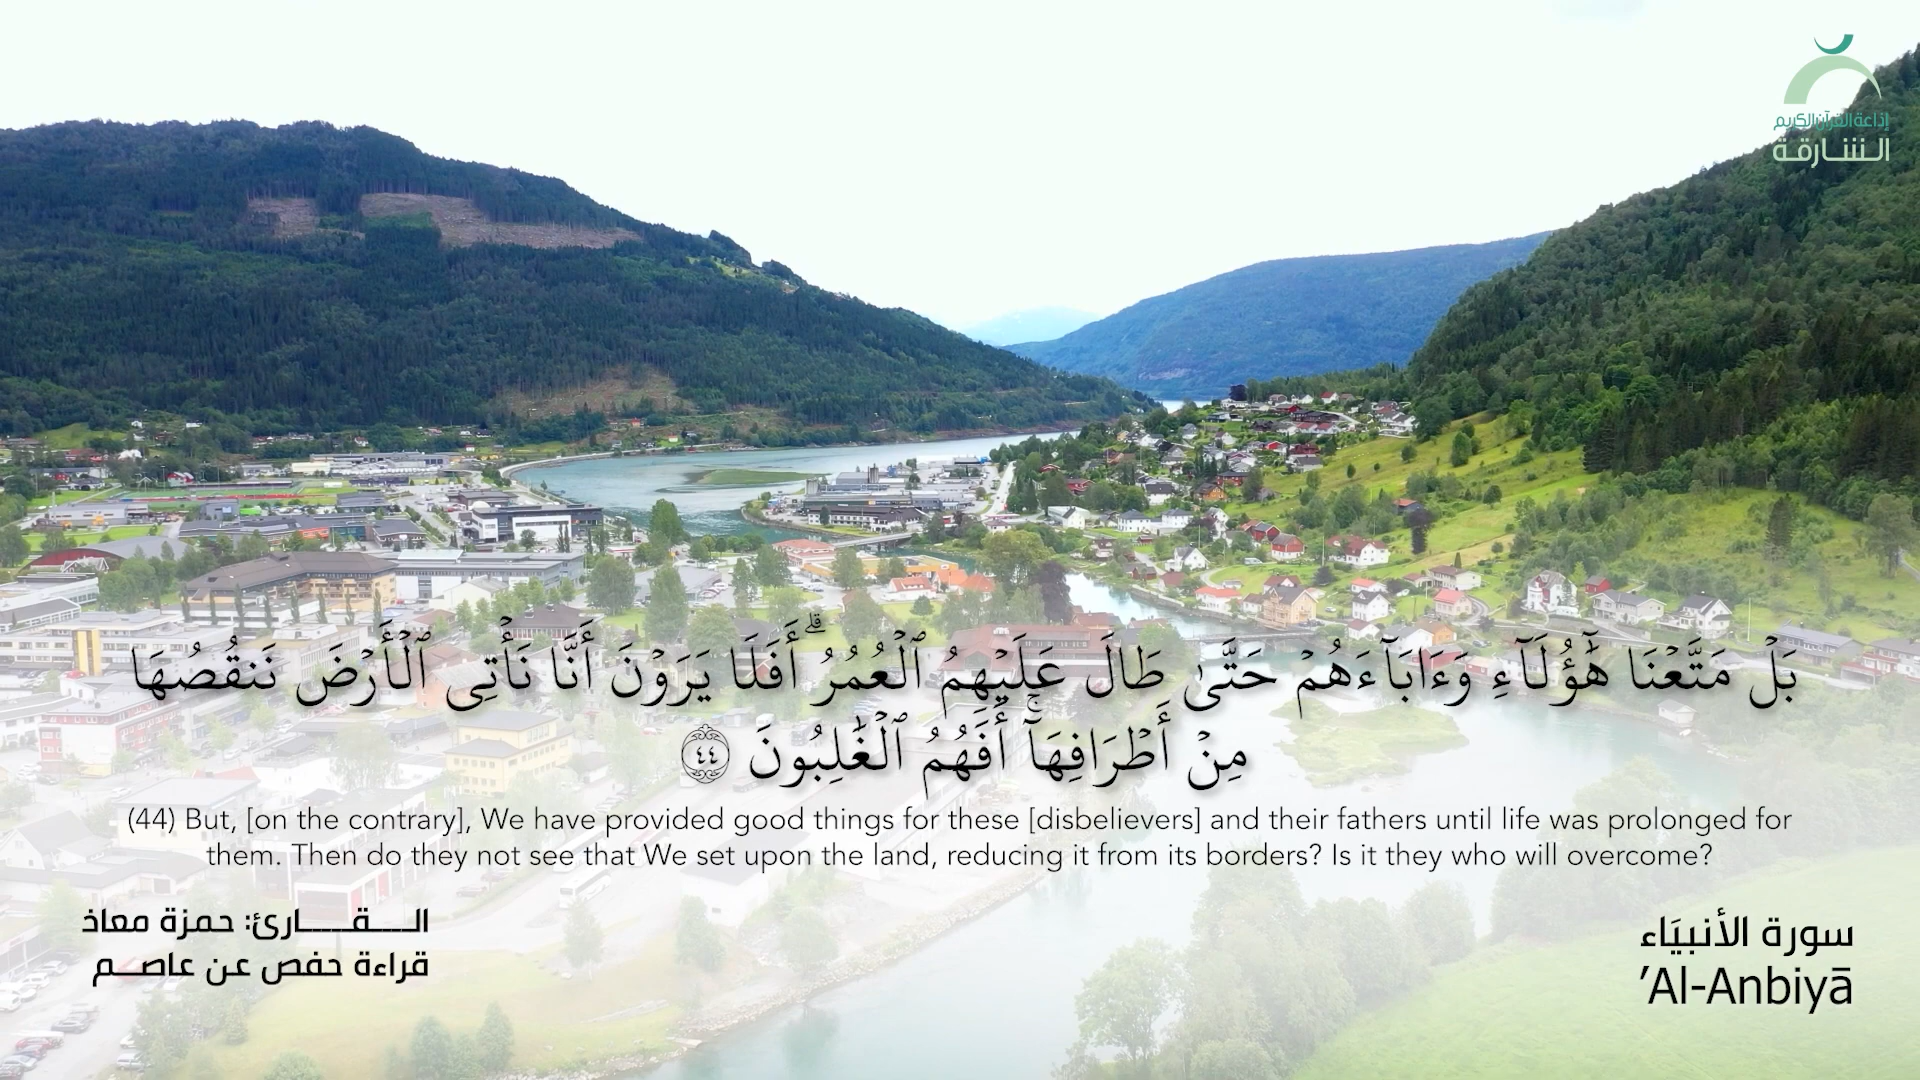 إذاعة القرآن الكريم
الشارقة
بَلْ مَتَّعْنَا هَٰٓؤُلَآءِ وَءَابَآءَهُمْ حَتَّىٰ طَالَ عَلَيْهِمُ ٱلْعُمُرُ ۗ أَفَلَا يَرَوْنَ أَنَّا نَأْتِى ٱلْأَرْضَ نَنقُصُهَا
مِنْ أَطْرَافِهَآ ۚ أَفَهُمُ ٱلْغَٰلِبُونَ ٤٤
(44) But, [on the contrary], We have provided good things for these [disbelievers] and their fathers until life was prolonged for
them. Then do they not see that We set upon the land, reducing it from its borders? Is it they who will overcome?
القارئ: حمزة معاذ
قراءة حفص عن عاصم
سورة الأنبيَاء
’Al-Anbiyā